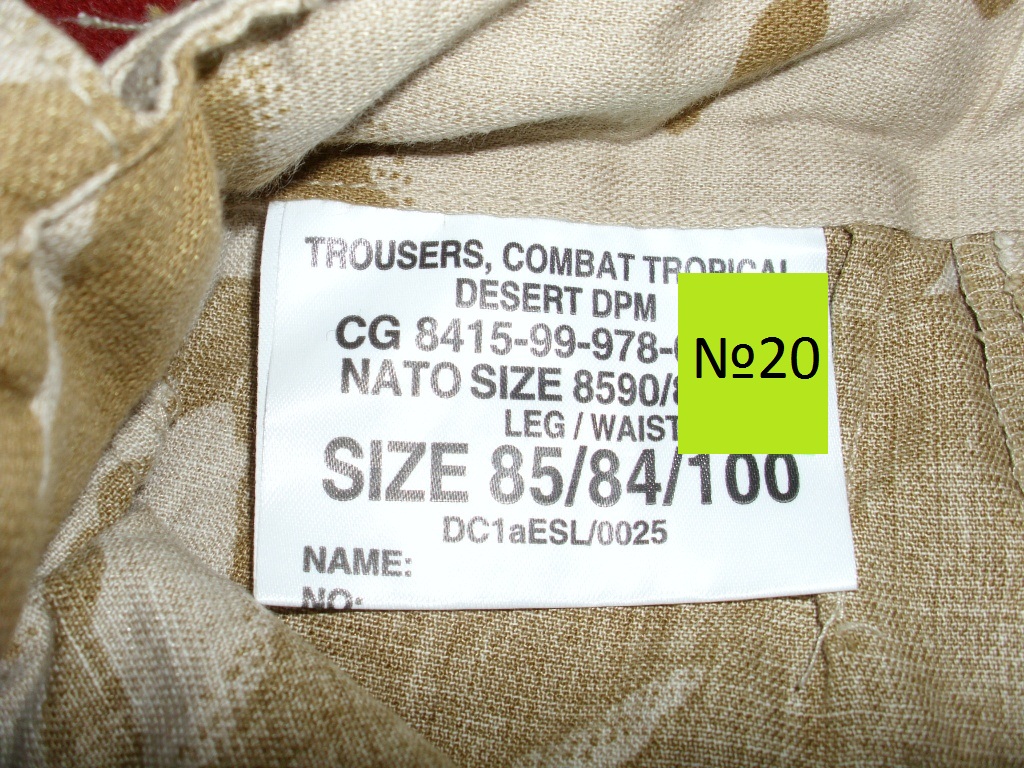 TROUSERS, COMBAT TROPICAL
DESERT DPM
CG 8415-99-978-
NATO SIZE 8590/
№20
LEG / WAIST
SIZE 85/84/100
DC1aESL/0025
NAME:
NO: